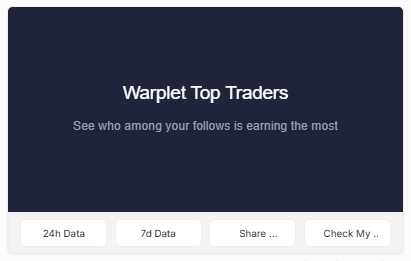 Warplet Top Traders
See who among your follows is earning the most
24h Data
7d Data
Share ...
Check My ..